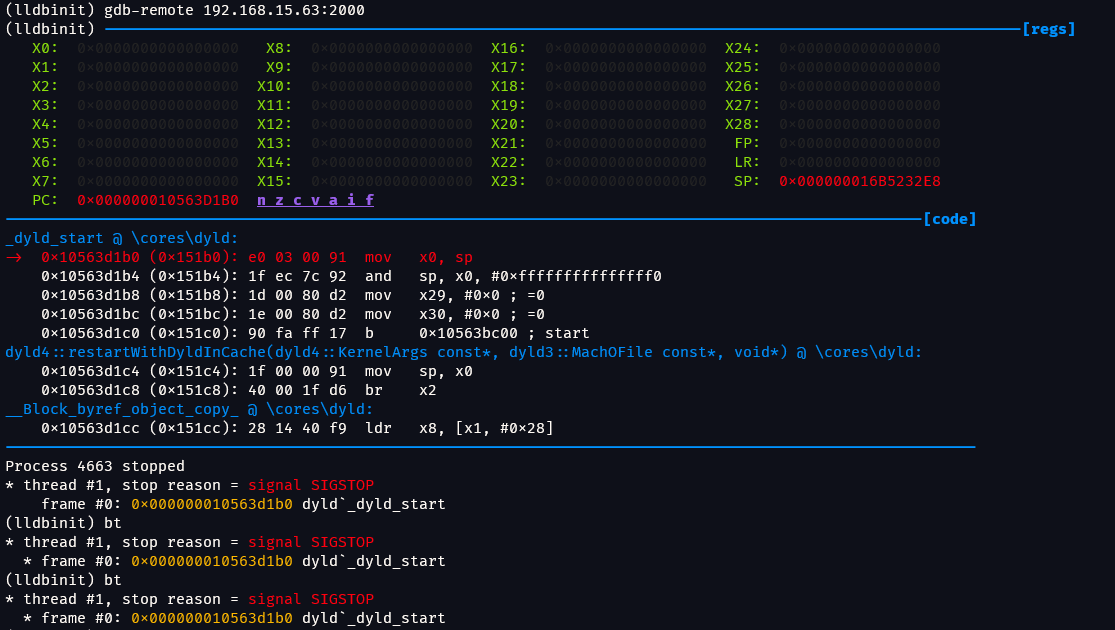 (lldbinit) gdb-remote 192.168.15.63:2000
(lldbinit) [regs]
X0: 0x0000000000000000 X8: 0x0000000000000000 X16: 0x0000000000000000 X24: 0x0000000000000000
X1: 0x0000000000000000 X9: 0x0000000000000000 X17: 0x0000000000000000 X25: 0x0000000000000000
X2: 0x0000000000000000 X10: 0x0000000000000000 X18: 0x0000000000000000 X26: 0x0000000000000000
X3: 0x0000000000000000 X11: 0x0000000000000000 X19: 0x0000000000000000 X27: 0x0000000000000000
X4: 0x0000000000000000 X12: 0x0000000000000000 X20: 0x0000000000000000 X28: 0x0000000000000000
X5: 0x0000000000000000 X13: 0x0000000000000000 X21: 0x0000000000000000 FP: 0x0000000000000000
X6: 0x0000000000000000 X14: 0x0000000000000000 X22: 0x0000000000000000 LR: 0x0000000000000000
X7: 0x0000000000000000 X15: 0x0000000000000000 X23: 0x0000000000000000 SP: 0x000000016B5232E8
PC: 0x000000010563D1B0 n z c v a i f
[code]
_dyld_start @ \cores\dyld:
-> 0x10563d1b0 (0x151b0): e0 03 00 91 mov x0, sp
0x10563d1b4 (0x151b4): 1f ec 7c 92 and sp, x0, #0xfffffffffffffff0
0x10563d1b8 (0x151b8): 1d 00 80 d2 mov x29, #0x0 ; =0
0x10563d1bc (0x151bc): 1e 00 80 d2 mov x30, #0x0 ; =0
0x10563d1c0 (0x151c0): 90 fa ff 17 b 0x10563bc00 ; start
dyld4::restartWithDyldInCache(dyld4::KernelArgs const*, dyld3::MachOFile const*, void*) @ \cores\dyld:
0x10563d1c4 (0x151c4): 1f 00 00 91 mov sp, x0
0x10563d1c8 (0x151c8): 40 00 1f d6 br x2
__Block_byref_object_copy_ @ \cores\dyld:
0x10563d1cc (0x151cc): 28 14 40 f9 ldr x8, [x1, #0x28]
Process 4663 stopped
* thread #1, stop reason = signal SIGSTOP
frame #0: 0x000000010563d1b0 dyld`_dyld_start
(lldbinit) bt
* thread #1, stop reason = signal SIGSTOP
* frame #0: 0x000000010563d1b0 dyld`_dyld_start
(lldbinit) bt
* thread #1, stop reason = signal SIGSTOP
* frame #0: 0x000000010563d1b0 dyld`_dyld_start